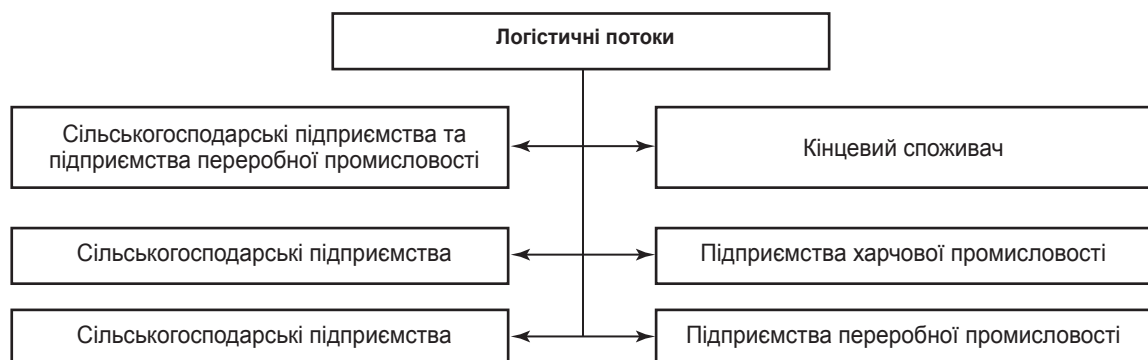 Логістичні потоки
Сільськогосподарські підприємства та
підприємства переробної промисловості
Кінцевий споживач
Сільськогосподарські підприємства
Підприємства харчової промисловості
Сільськогосподарські підприємства
Підприємства переробної промисловості